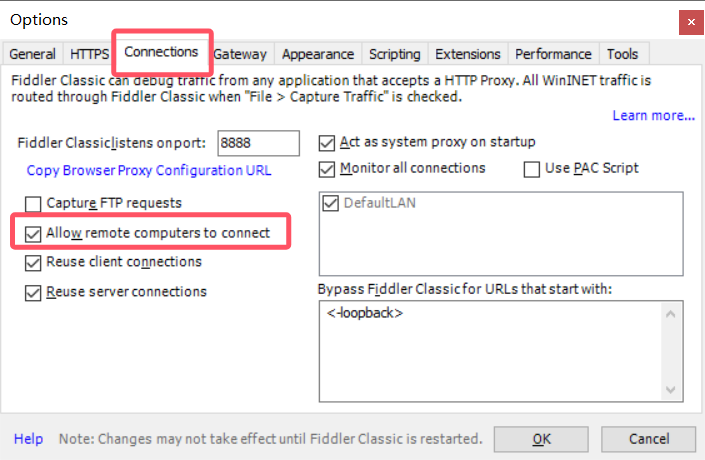 Options
General HTTPS Connections Gateway Appearance Scripting Extensions Performance Tools
Fiddler Classic can debug traffic from any application that accepts a HTTP Proxy. All WinINET traffic is
routed through Fiddler Classic when "File > Capture Traffic" is checked.
Learn more...
Fiddler Classic listens on port: 8888
Copy Browser Proxy Configuration URL
Capture FTP requests
Allow remote computers to connect
Reuse client connections
Reuse server connections
Act as system proxy on startup
Monitor all connections Use PAC Script
DefaultLAN
Bypass Fiddler Classic for URLs that start with:
<-loopback>
Help Note: Changes may not take effect until Fiddler Classic is restarted. OK Cancel